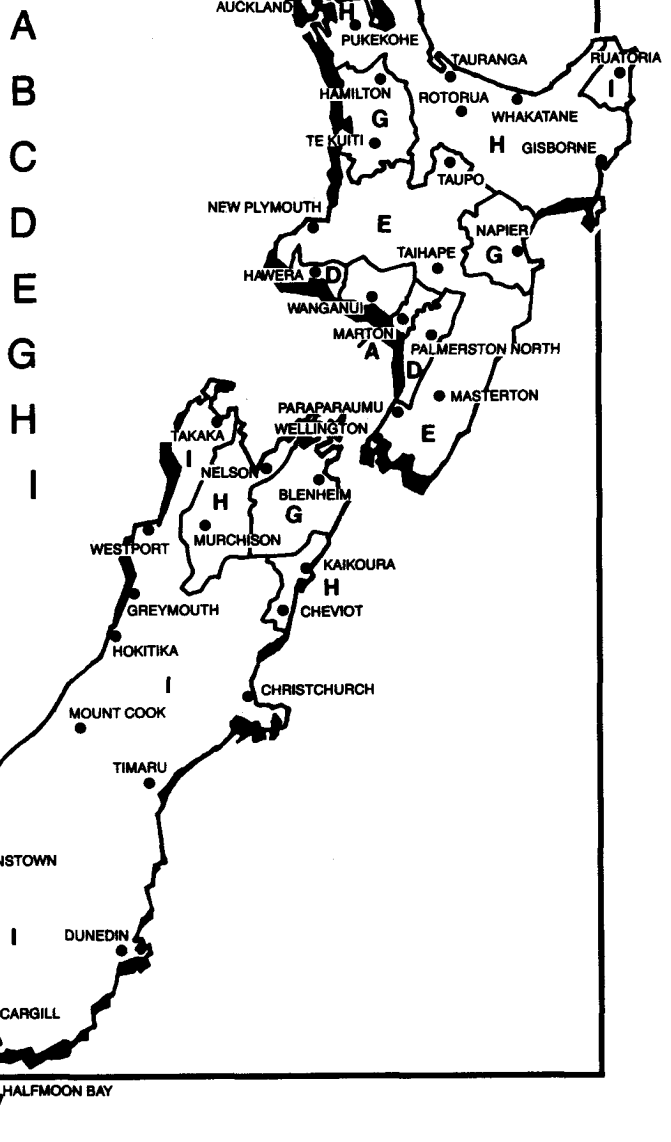 A
B
C
D
E
G
H
I
AUCKLAND
H
PUKEKOHE
TAURANGA
RUATORIA
HAMILTON
ROTORUA
I
WHAKATANE
G
TE KUITI
H
GISBORNE
TAUPO
NEW PLYMOUTH
E
NAPIER
TAIHAPE
G
HAWERA
D
WANGANUI
MARTON
A
PALMERSTON NORTH
D
MASTERTON
PARAPARAUMU
WELLINGTON
E
TAKAKA
I
NELSON
H
BLENHEIM
G
WESTPORT
MURCHISON
KAIKOURA
H
GREYMOUTH
CHEVIOT
HOKITIKA
I
CHRISTCHURCH
MOUNT COOK
TIMARU
NSTOWN
I
DUNEDIN
CARGILL
HALFMOON BAY